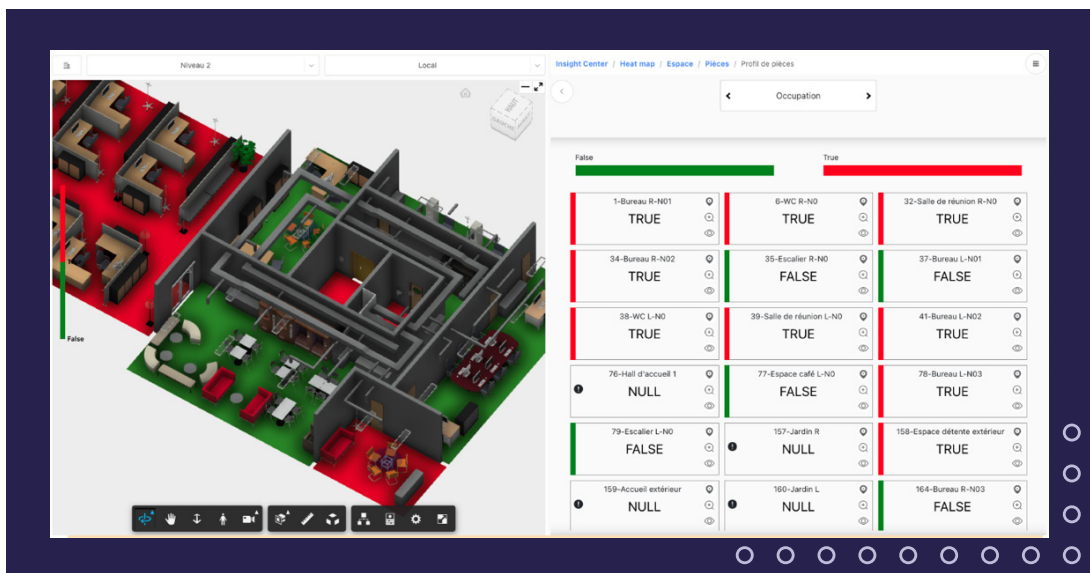 Niveau 2
Local
Insight Center / Heat map / Espace / Pièces / Profil de pièces
HAUT
Occupation
False
True
1-Bureau R-N01
TRUE
6-WC R-N0
TRUE
32-Salle de réunion R-N0
TRUE
34-Bureau R-N02
TRUE
35-Escalier R-N0
FALSE
37-Bureau L-N01
FALSE
38-WC L-N0
TRUE
39-Salle de réunion L-N0
TRUE
41-Bureau L-N02
TRUE
False
76-Hall d'accueil 1
NULL
77-Espace café L-N0
FALSE
78-Bureau L-N03
TRUE
79-Escalier L-N0
FALSE
157-Jardin R
NULL
158-Espace détente extérieur
TRUE
159-Accueil extérieur
NULL
160-Jardin L
NULL
164-Bureau R-N03
FALSE